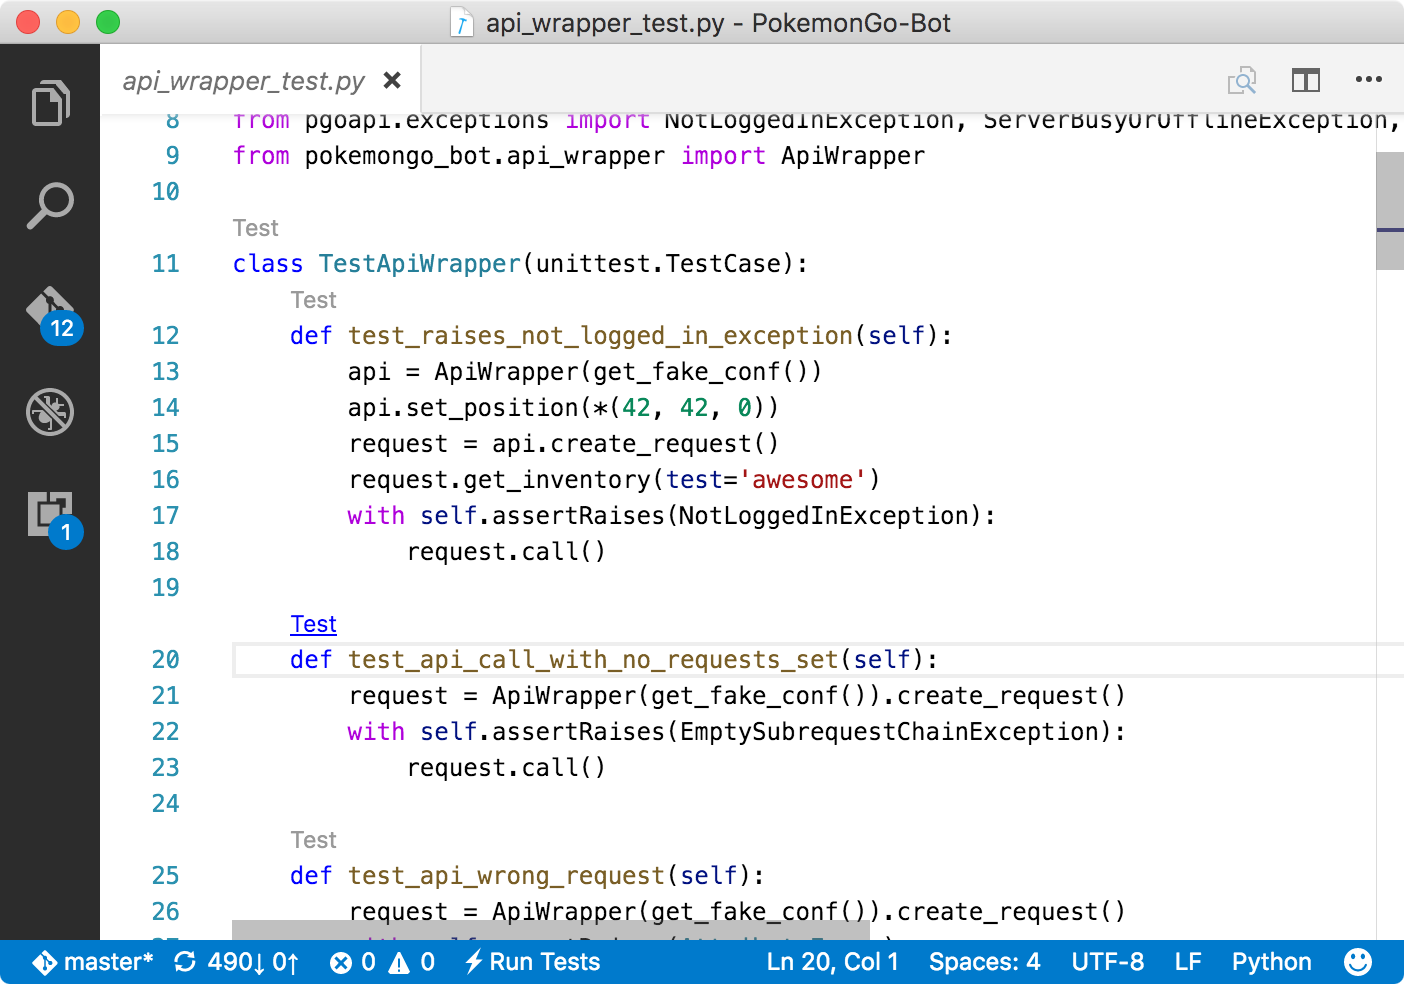 api_wrapper_test.py - PokemonGo-Bot
api_wrapper_test.py
8 from pgoapi.exceptions import NotLoggedInException, ServerBusyOrOfflineException,
9 from pokemongo_bot.api_wrapper import ApiWrapper
10
Test
11 class TestApiWrapper(unittest.TestCase):
Test
12 def test_raises_not_logged_in_exception(self):
13 api = ApiWrapper(get_fake_conf())
14 api.set_position(*(42, 42, 0))
15 request = api.create_request()
16 request.get_inventory(test='awesome')
17 with self.assertRaises(NotLoggedInException):
18 request.call()
19
Test
20 def test_api_call_with_no_requests_set(self):
21 request = ApiWrapper(get_fake_conf()).create_request()
22 with self.assertRaises(EmptySubrequestChainException):
23 request.call()
24
Test
25 def test_api_wrong_request(self):
26 request = ApiWrapper(get_fake_conf()).create_request()
12
1
master* 490↓ 0↑ 0 0 Run Tests Ln 20, Col 1 Spaces: 4 UTF-8 LF Python